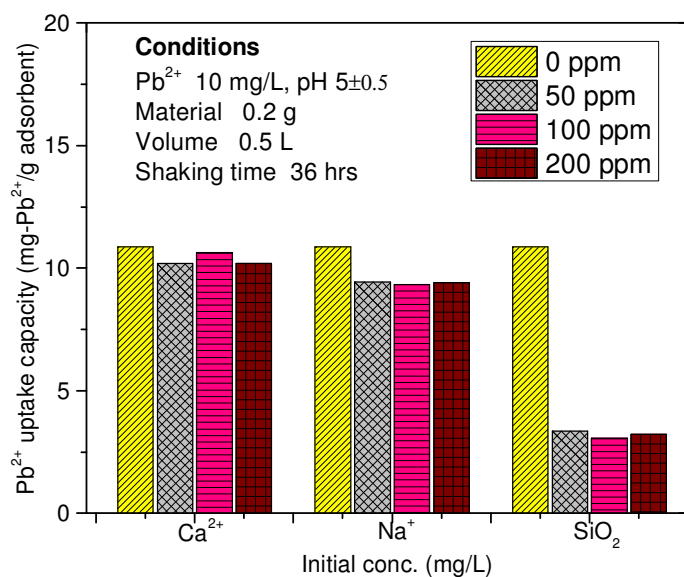 Conditions
Pb²⁺ 10 mg/L, pH 5±0.5
Material 0.2 g
Volume 0.5 L
Shaking time 36 hrs
0 ppm
50 ppm
100 ppm
200 ppm
Pb²⁺ uptake capacity (mg-Pb²⁺/g adsorbent)
20
15
10
5
0
Ca²⁺ Na⁺ SiO₂
Initial conc. (mg/L)